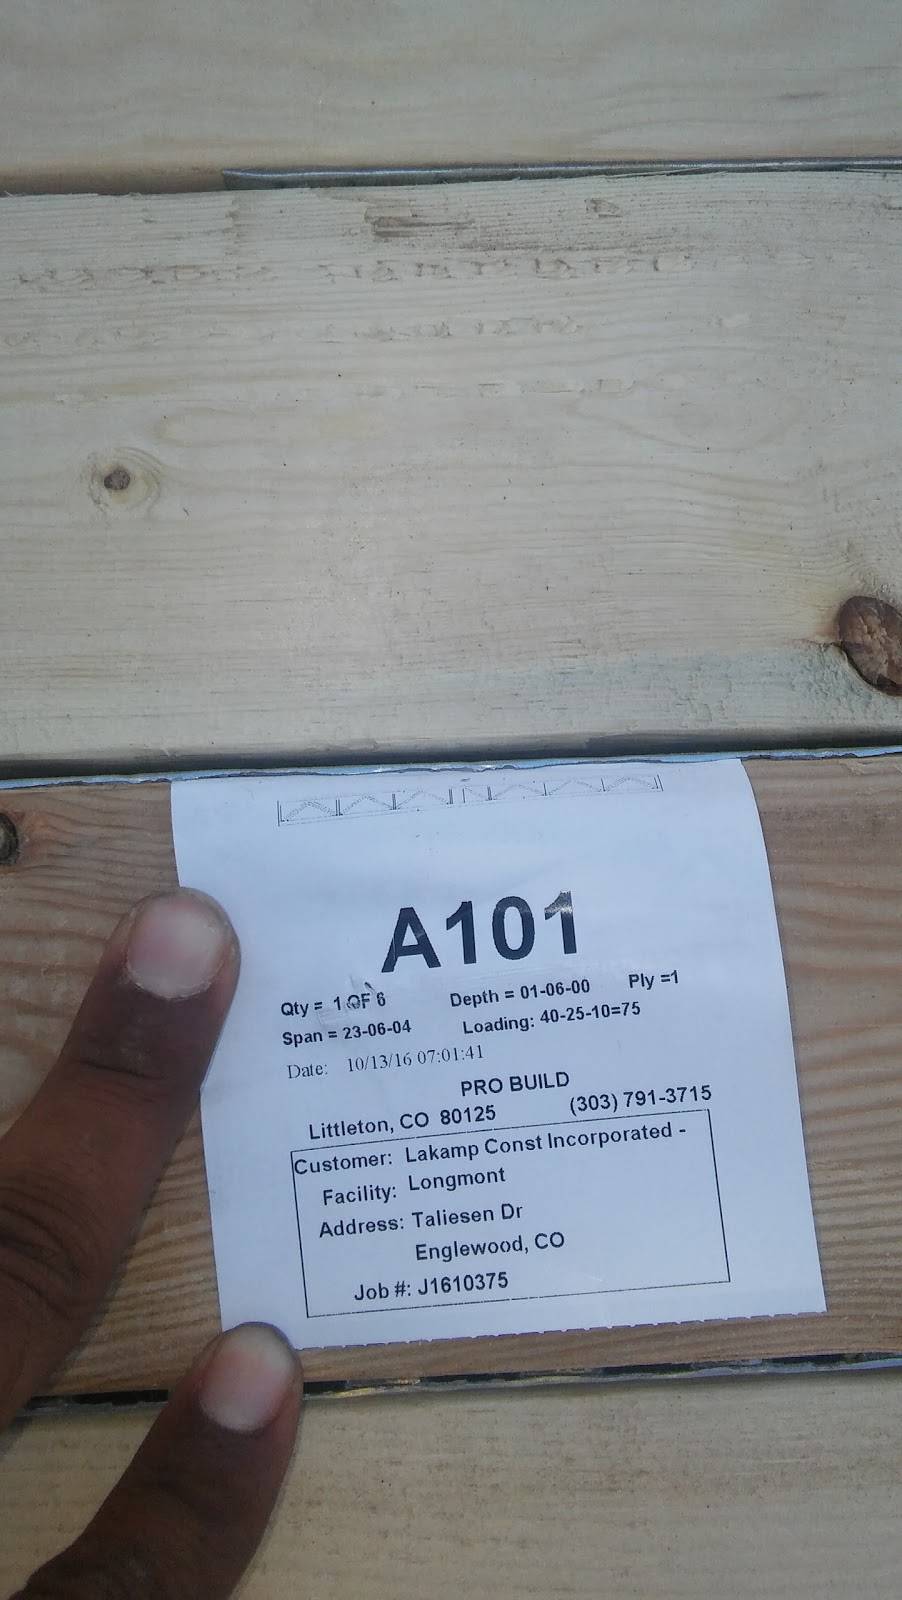 A101
Qty = 1 OF 6 Depth = 01-06-00 Ply =1
Span = 23-06-04 Loading: 40-25-10=75
Date: 10/13/16 07:01:41
PRO BUILD
Littleton, CO 80125 (303) 791-3715
Customer: Lakamp Const Incorporated -
Facility: Longmont
Address: Taliesen Dr
Englewood, CO
Job #: J1610375